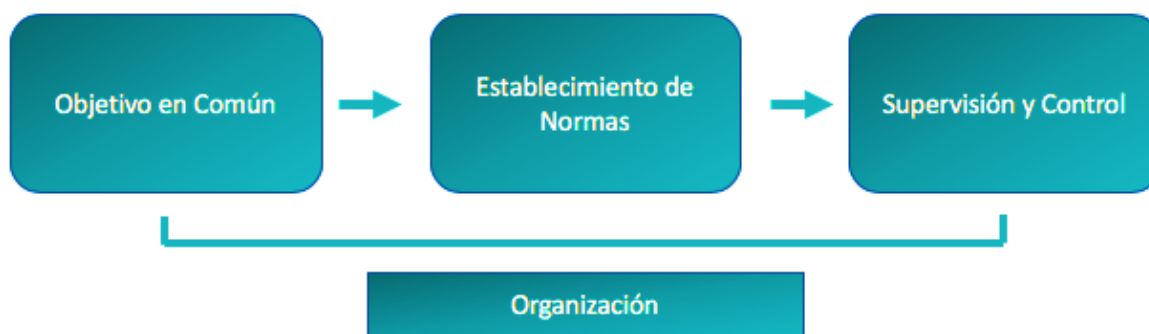 Objetivo en Común
Establecimiento de
Normas
Supervisión y Control
Organización